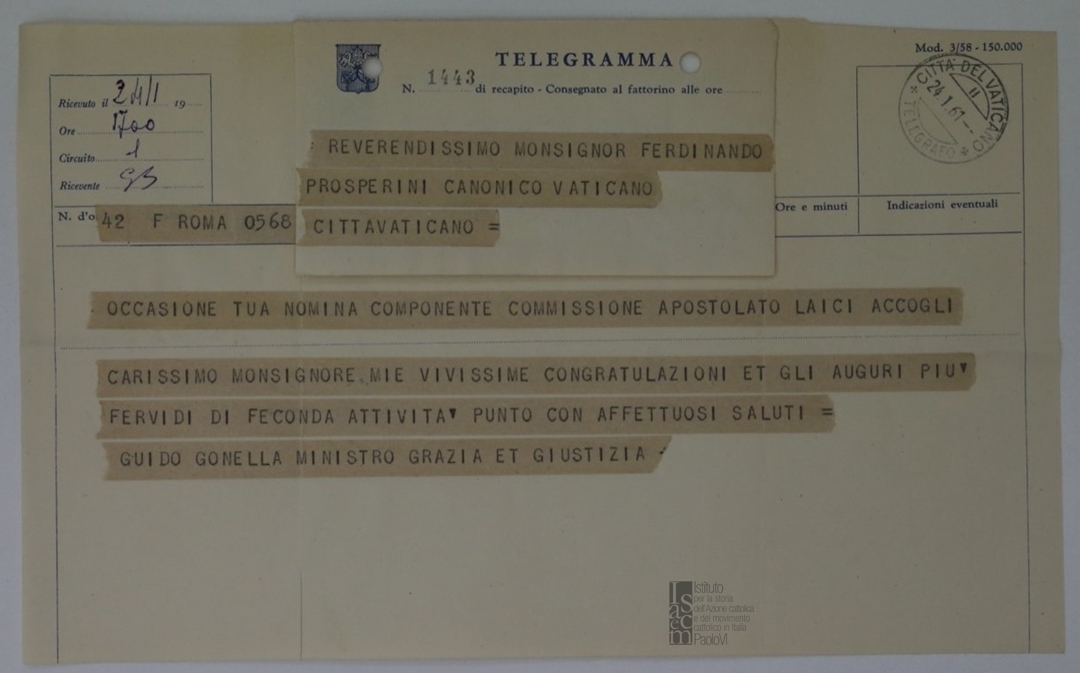 Mod. 3/58 - 150.000
TELEGRAMMA
N. 1443 di recapito - Consegnato al fattorino alle ore
Ricevuto il 24/1 19
Ore 1700
Circuito 1
Ricevente GB
CITTÀ DEL VATICANO
24.1.61
TELEGRAFO
REVERENDISSIMO MONSIGNOR FERDINANDO
PROSPERINI CANONICO VATICANO
CITTAVATICANO =
N. d'o 42 F ROMA 0568
Ore e minuti
Indicazioni eventuali
OCCASIONE TUA NOMINA COMPONENTE COMMISSIONE APOSTOLATO LAICI ACCOGLI
CARISSIMO MONSIGNORE MIE VIVISSIME CONGRATULAZIONI ET GLI AUGURI PIU'
FERVIDI DI FECONDA ATTIVITA' PUNTO CON AFFETTUOSI SALUTI =
GUIDO GONELLA MINISTRO GRAZIA ET GIUSTIZIA -
Isacem
Istituto
per la storia
dell'Azione cattolica
e del movimento
cattolico in Italia
PaoloVI